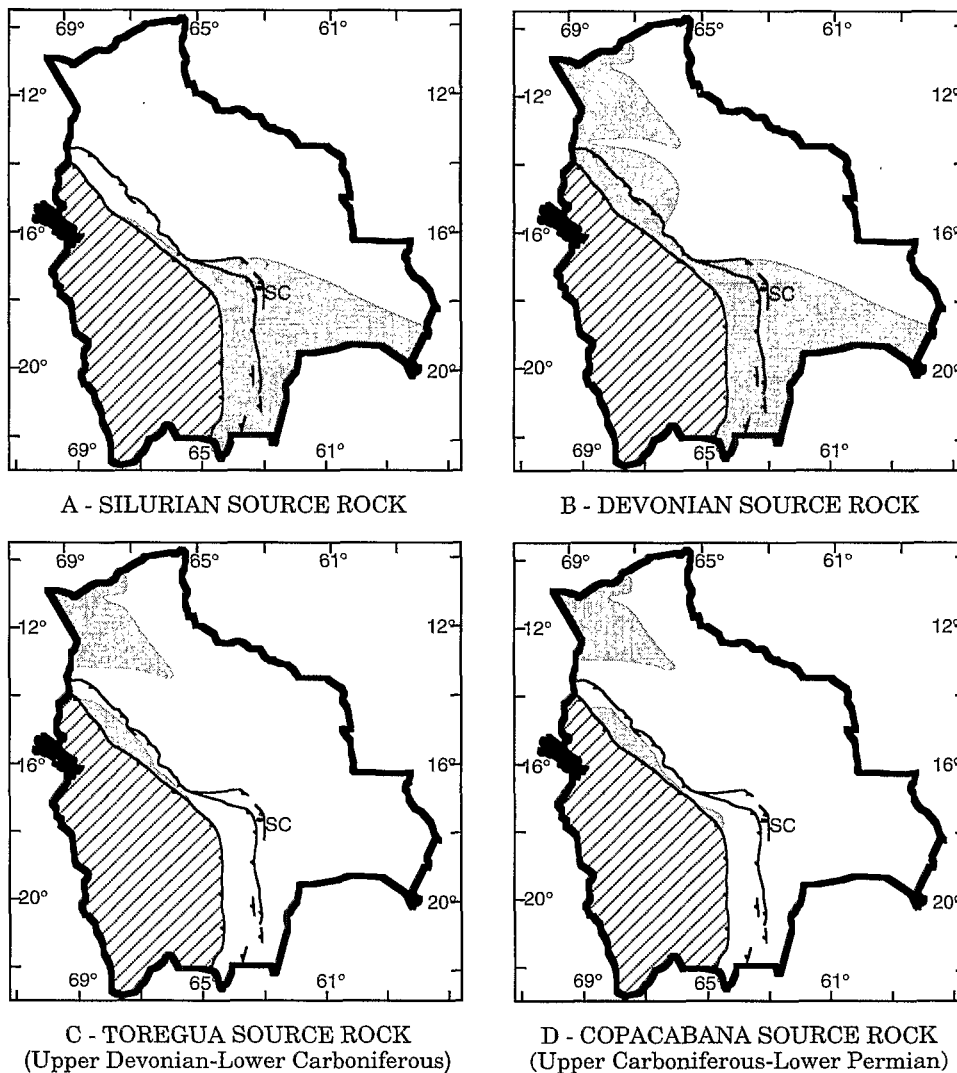 69° 65° 61°
12° 12°
16° 16°
SC
20° 20°
69° 65° 61°
A - SILURIAN SOURCE ROCK
69° 65° 61°
12° 12°
16° 16°
SC
20° 20°
69° 65° 61°
B - DEVONIAN SOURCE ROCK
69° 65° 61°
12° 12°
16° 16°
SC
20° 20°
69° 65° 61°
C - TOREGUA SOURCE ROCK
(Upper Devonian-Lower Carboniferous)
69° 65° 61°
12° 12°
16° 16°
SC
20° 20°
69° 65° 61°
D - COPACABANA SOURCE ROCK
(Upper Carboniferous-Lower Permian)